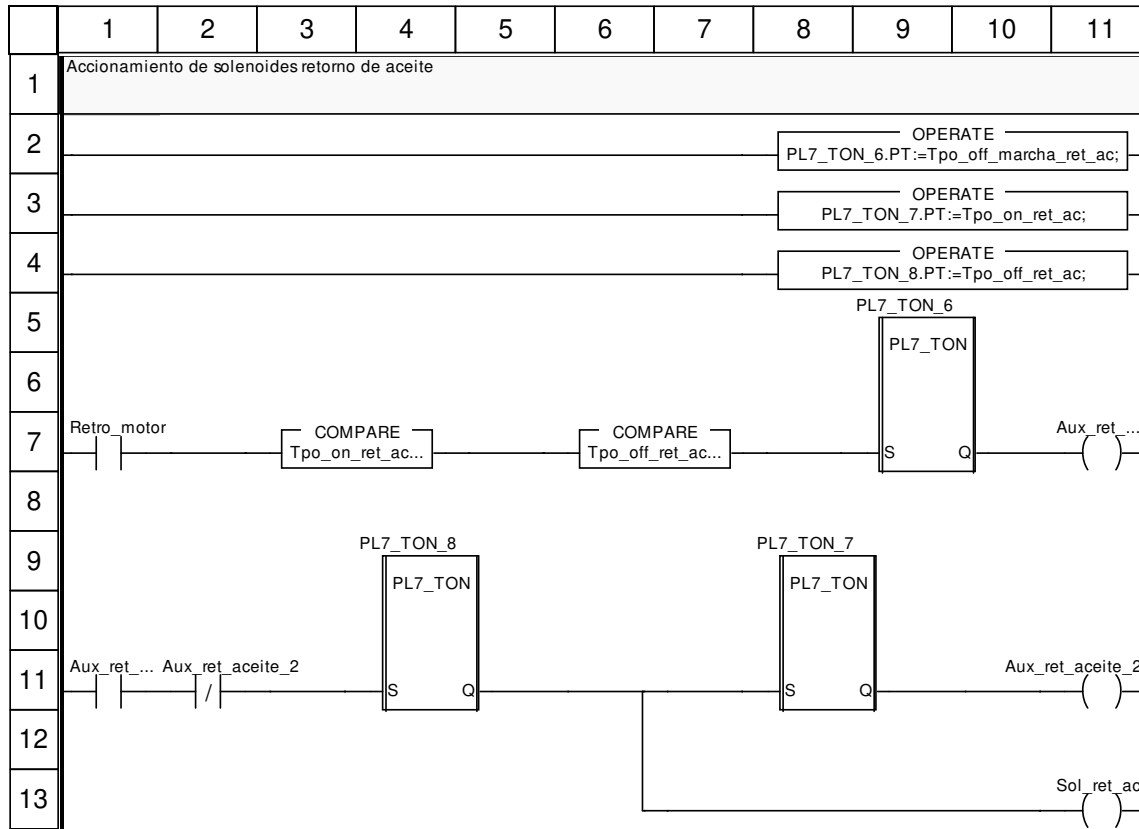 1 2 3 4 5 6 7 8 9 10 11
1
Accionamiento de solenoides retorno de aceite
2
OPERATE
PL7_TON_6.PT:=Tpo_off_marcha_ret_ac;
3
OPERATE
PL7_TON_7.PT:=Tpo_on_ret_ac;
4
OPERATE
PL7_TON_8.PT:=Tpo_off_ret_ac;
5
PL7_TON_6
PL7_TON
6
7
Retro_motor
COMPARE
Tpo_on_ret_ac...
COMPARE
Tpo_off_ret_ac...
S Q
Aux_ret_...
8
9
PL7_TON_8 PL7_TON_7
PL7_TON PL7_TON
10
11
Aux_ret_... Aux_ret_aceite_2
S Q
S Q
Aux_ret_aceite_2
12
13
Sol_ret_ac